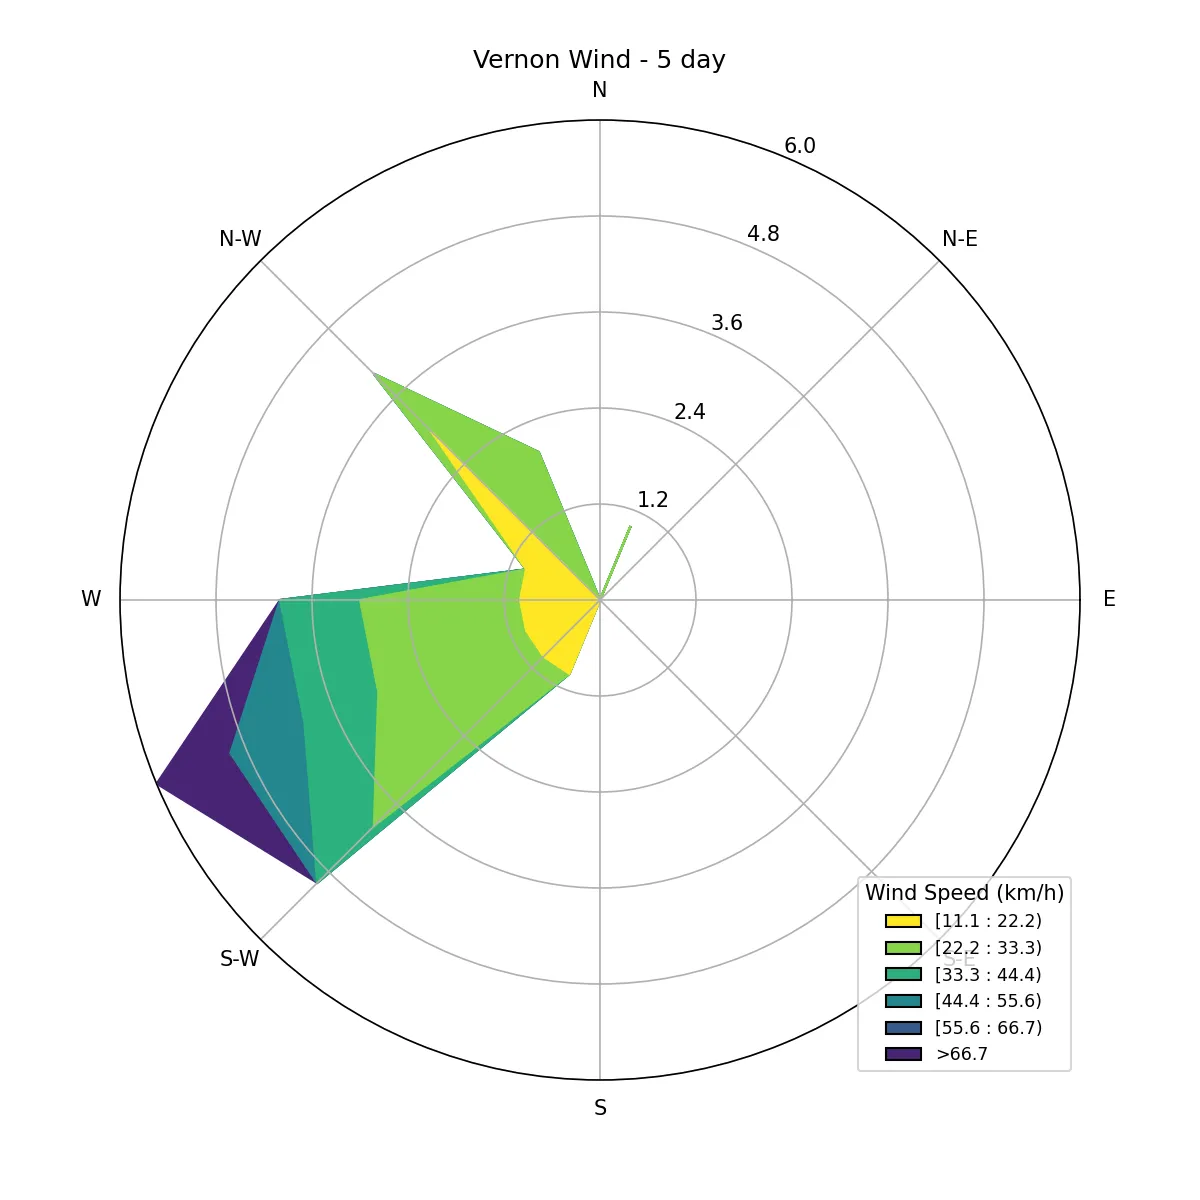 Vernon Wind - 5 day
N
6.0
4.8
N-W
N-E
3.6
2.4
1.2
W
E
S-W
S-E
Wind Speed (km/h)
[11.1 : 22.2)
[22.2 : 33.3)
[33.3 : 44.4)
[44.4 : 55.6)
[55.6 : 66.7)
>66.7
S